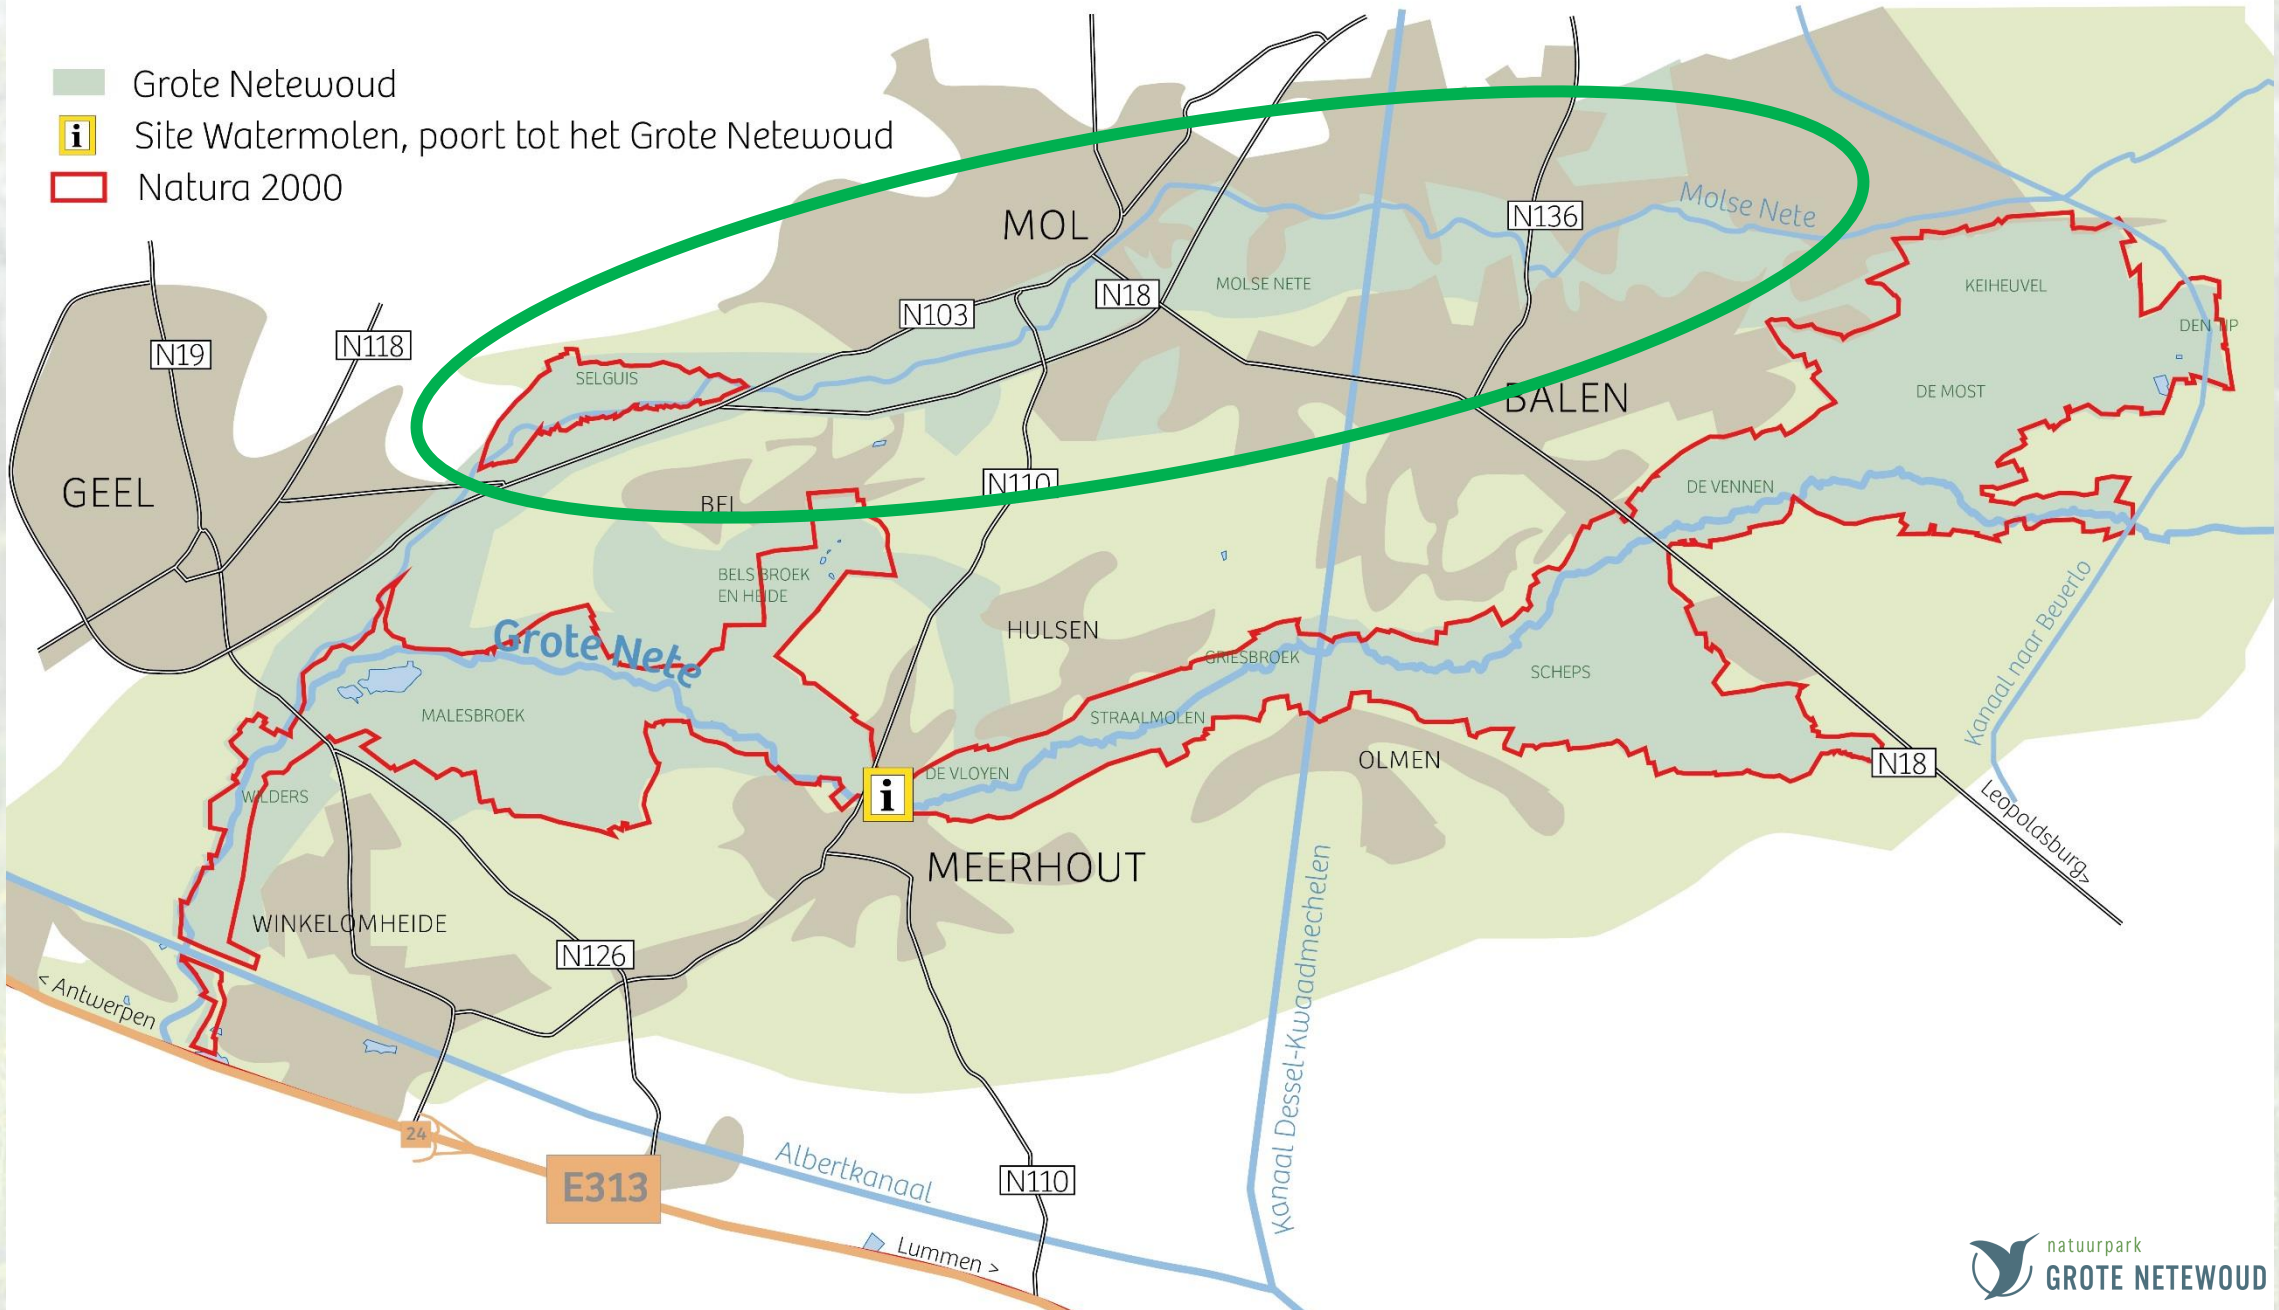 Grote Netewoud
i
Site Watermolen, poort tot het Grote Netewoud
Natura 2000
MOL
N136
Molse Nete
N18
MOLSE NETE
N103
KEIHEUVEL
DEN TIP
N19
N118
SELGUIS
BALEN
DE MOST
GEEL
BEL
N110
DE VENNEN
BELS BROEK
EN HEIDE
HULSEN
Grote Nete
GRIESBROEK
SCHEPS
Kanaal naar Beverlo
MALESBROEK
STRAALMOLEN
OLMEN
N18
DE VLOYEN
i
WILDERS
Leopoldsburg>
MEERHOUT
WINKELOMHEIDE
N126
< Antwerpen
Kanaal Dessel-Kwaadmechelen
24
E313
Albertkanaal
N110
Lummen >
natuurpark
GROTE NETEWOUD